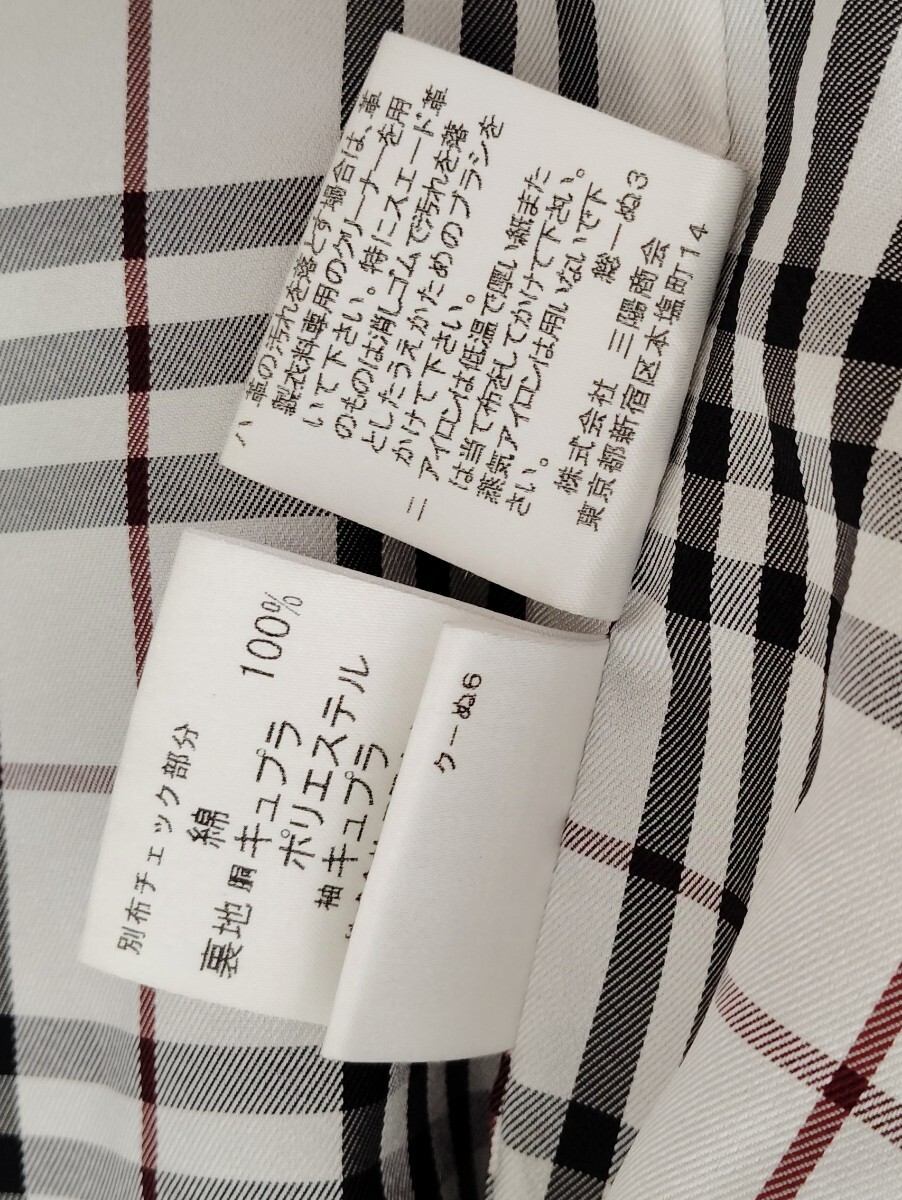 ハ 革の汚れを落とす場合は、革
製衣料専用のクリーナーを用
いて下さい。特にスエード革
のものは消しゴムで汚れを落
としたうえかためのブラシを
かけて下さい。
ニ アイロンは低温で厚い紙また
は当て布をしてかけて下さい。
蒸気アイロンは用いないで下
さい。
総一ぬ3
株式会社 三陽商会
東京都新宿区本塩町14
別布チェック部分
綿 100%
裏地 胴 キュプラ
ポリエステル
袖 キュプラ
クーぬ6